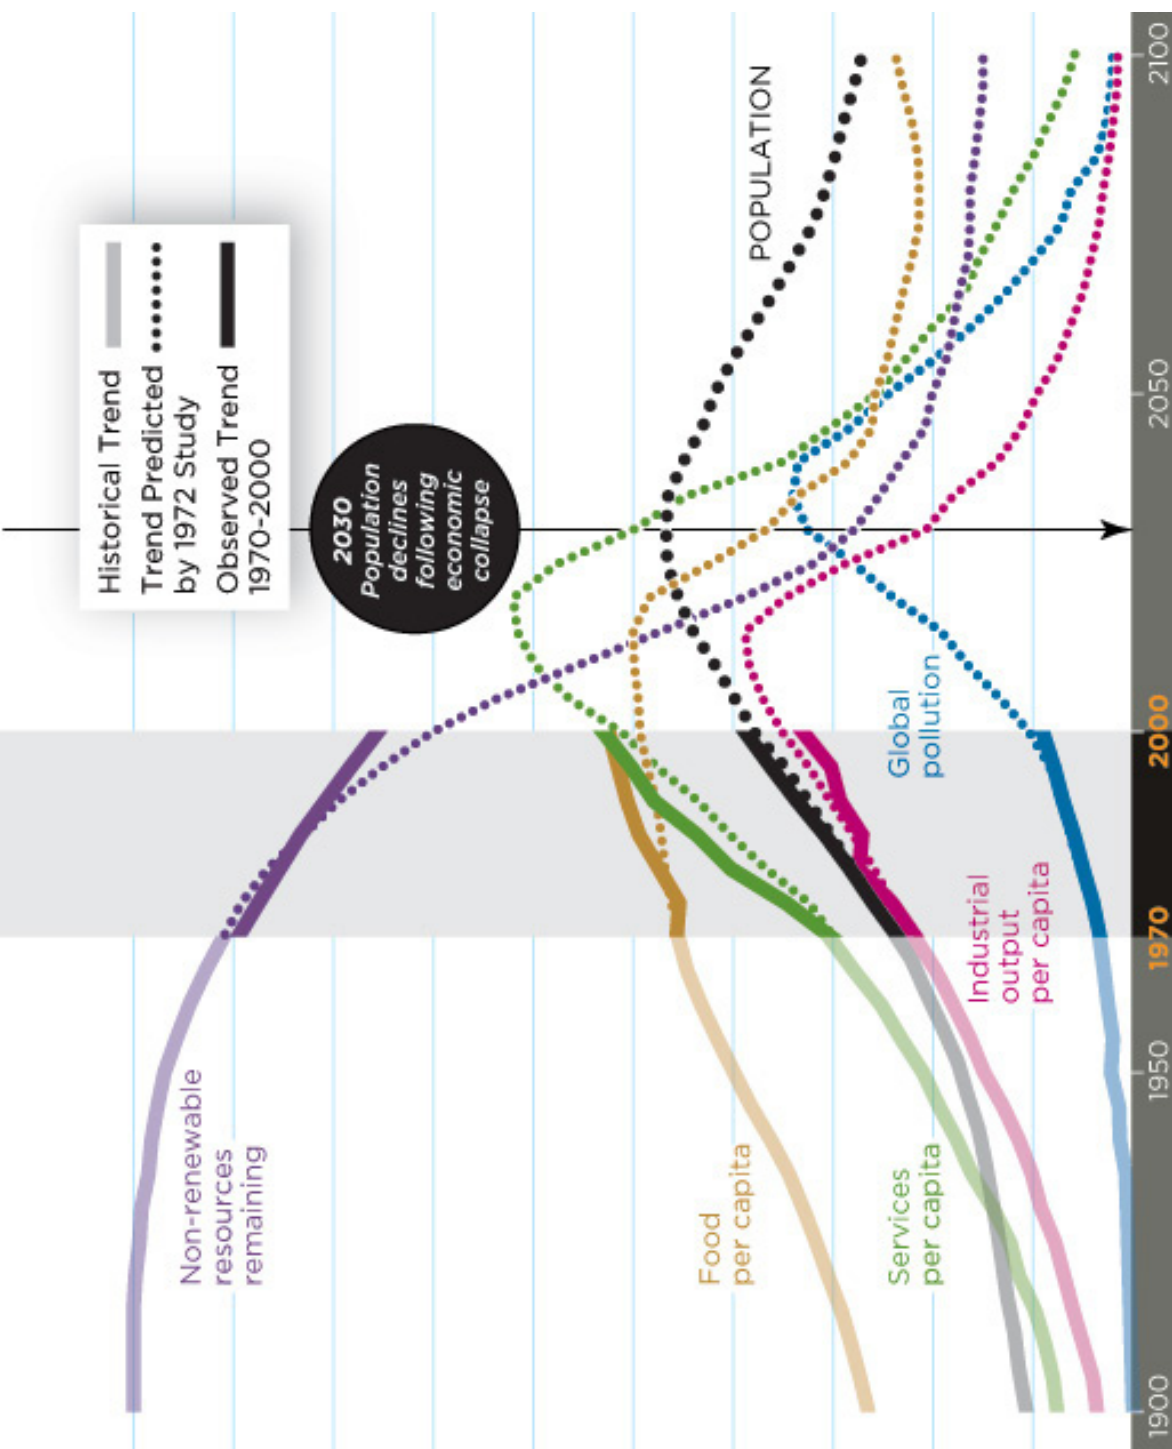 Historical Trend
Trend Predicted
by 1972 Study
Observed Trend
1970-2000
2030
Population
declines
following
economic
collapse
Non-renewable
resources
remaining
Food
per capita
Services
per capita
POPULATION
Industrial
output
per capita
Global
pollution
1900
1950
1970
2000
2050
2100